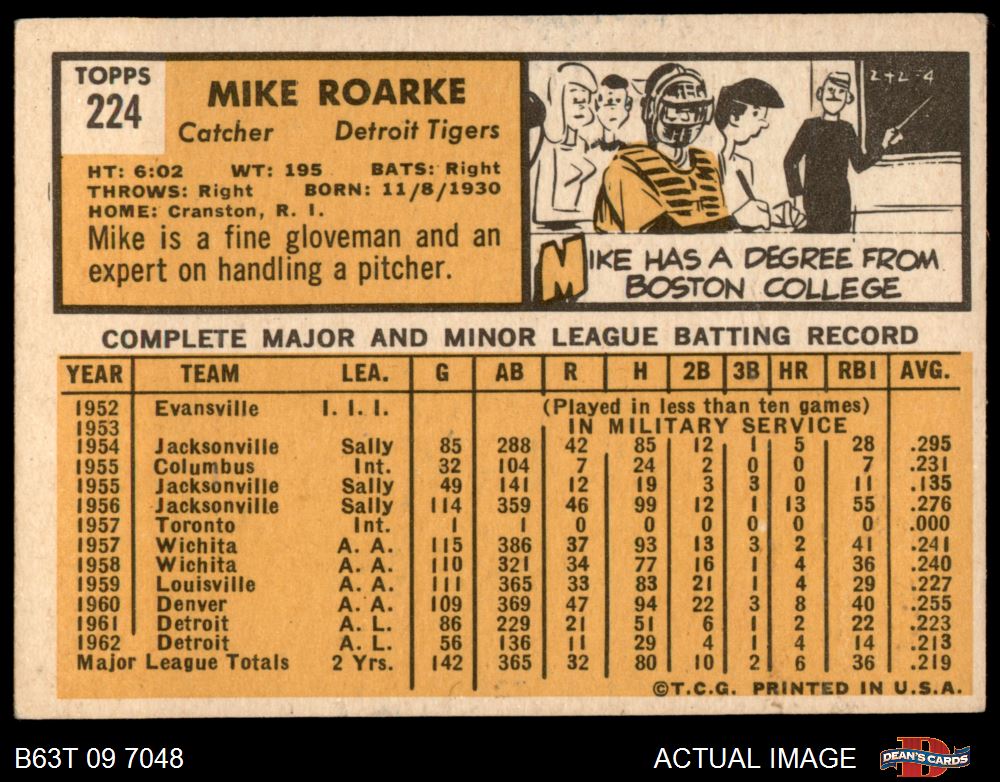 TOPPS
224
MIKE ROARKE
Catcher Detroit Tigers
HT: 6:02 WT: 195 BATS: Right
THROWS: Right BORN: 11/8/1930
HOME: Cranston, R. I.
Mike is a fine gloveman and an
expert on handling a pitcher.
2+2=4
MIKE HAS A DEGREE FROM
BOSTON COLLEGE
COMPLETE MAJOR AND MINOR LEAGUE BATTING RECORD
YEAR TEAM LEA. G AB R H 2B 3B HR RBI AVG.
1952 Evansville I. I. I. (Played in less than ten games)
1953 IN MILITARY SERVICE
1954 Jacksonville Sally 85 288 42 85 12 1 5 28 .295
1955 Columbus Int. 32 104 7 24 2 0 0 7 .231
1955 Jacksonville Sally 49 141 12 19 3 3 0 11 .135
1956 Jacksonville Sally 114 359 46 99 12 1 13 55 .276
1957 Toronto Int. 1 1 0 0 0 0 0 0 .000
1957 Wichita A. A. 115 386 37 93 13 3 2 41 .241
1958 Wichita A. A. 110 321 34 77 16 1 4 36 .240
1959 Louisville A. A. 111 365 33 83 21 1 4 29 .227
1960 Denver A. A. 109 369 47 94 22 3 8 40 .255
1961 Detroit A. L. 86 229 21 51 6 1 2 22 .223
1962 Detroit A. L. 56 136 11 29 4 1 4 14 .213
Major League Totals 2 Yrs. 142 365 32 80 10 2 6 36 .219
©T.C.G. PRINTED IN U.S.A.
B63T 09 7048 ACTUAL IMAGE DEAN'S CARDS